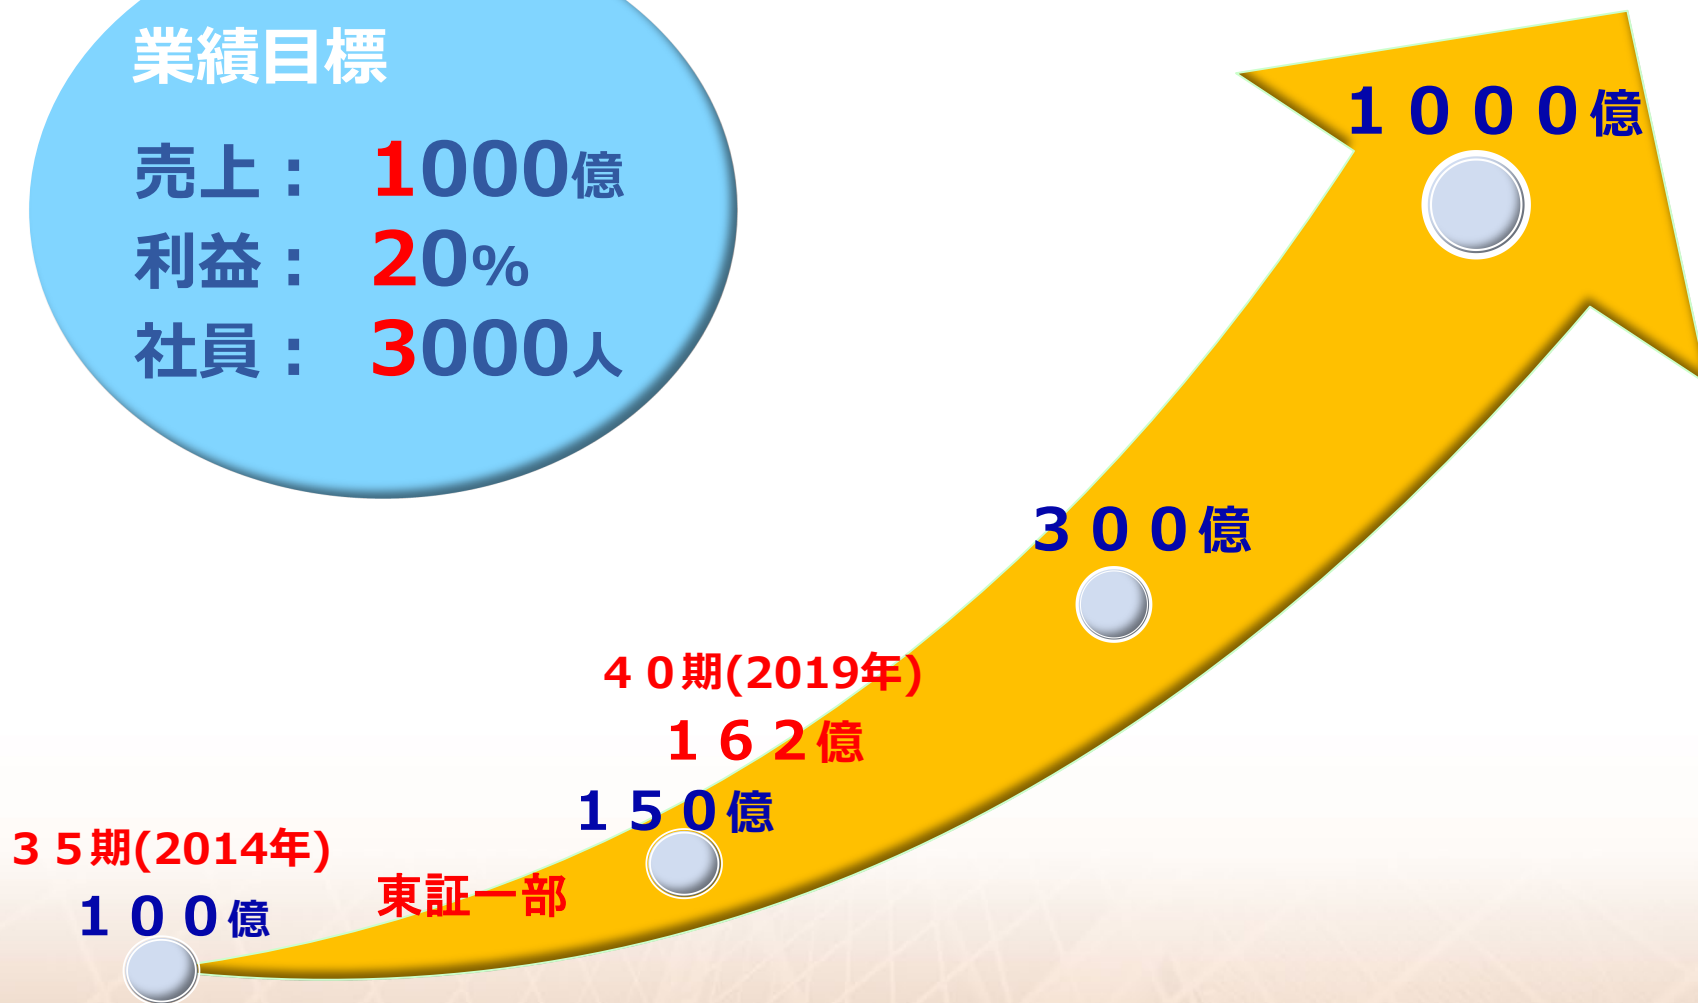 業績目標
売上： 1000億
利益： 20%
社員： 3000人
１０００億
３００億
４０期(2019年)
１６２億
１５０億
３５期(2014年)
１００億
東証一部